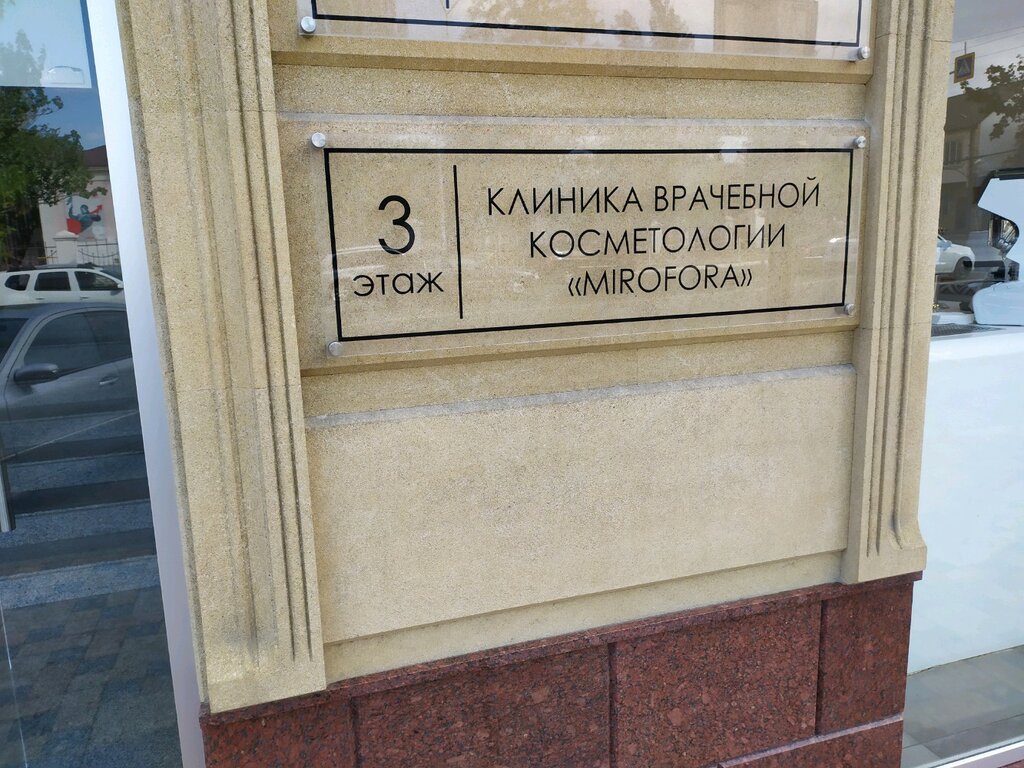 3
этаж
КЛИНИКА ВРАЧЕБНОЙ
КОСМЕТОЛОГИИ
«MIROFORA»